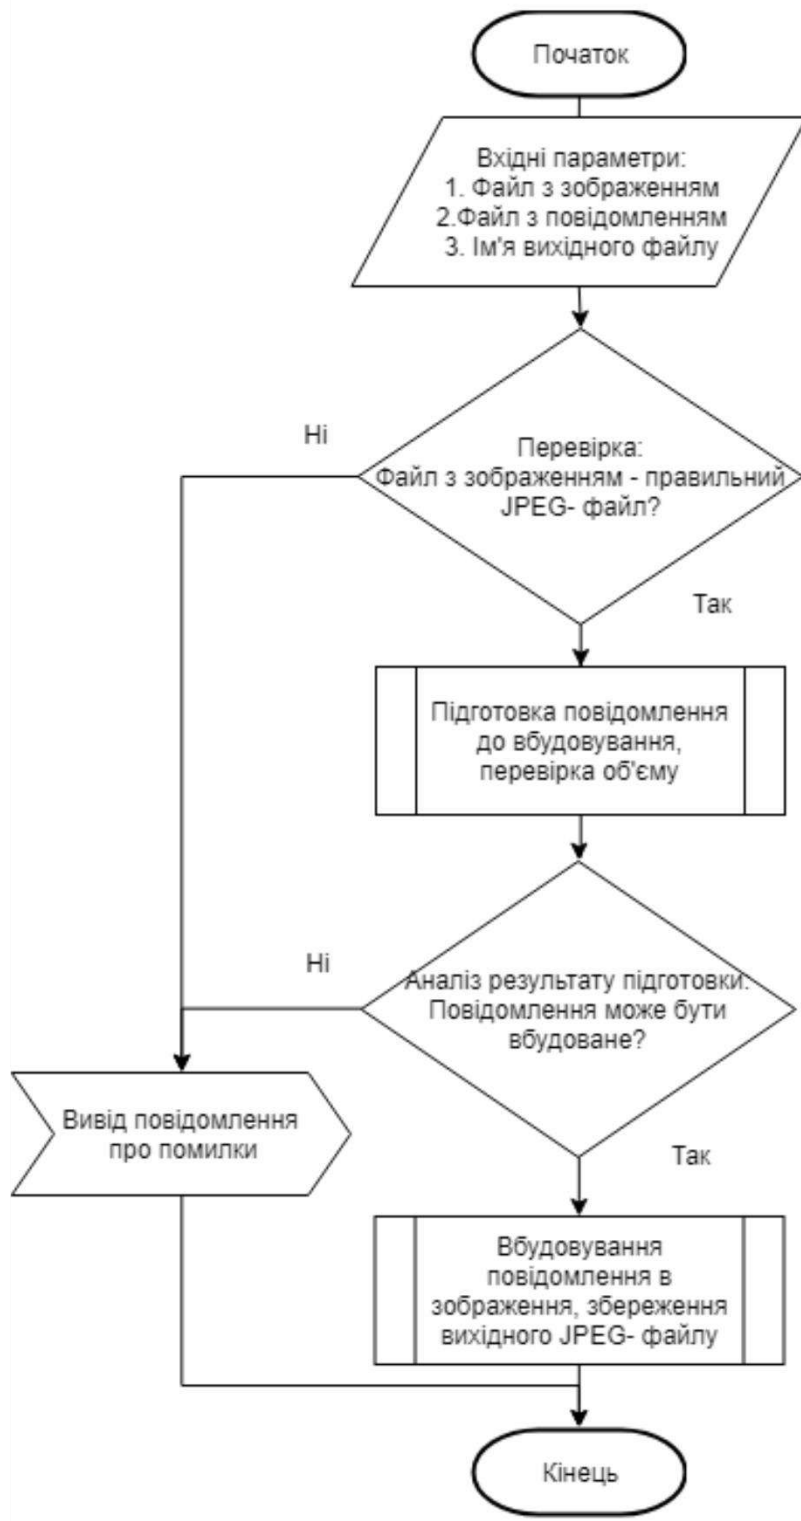 Початок
Вхідні параметри:
1. Файл з зображенням
2.Файл з повідомленням
3. Ім'я вихідного файлу
Ні
Перевірка:
Файл з зображенням - правильний
JPEG- файл?
Так
Підготовка повідомлення
до вбудовування,
перевірка об'єму
Ні
Аналіз результату підготовки:
Повідомлення може бути
вбудоване?
Вивід повідомлення
про помилки
Так
Вбудовування
повідомлення в
зображення, збереження
вихідного JPEG- файлу
Кінець